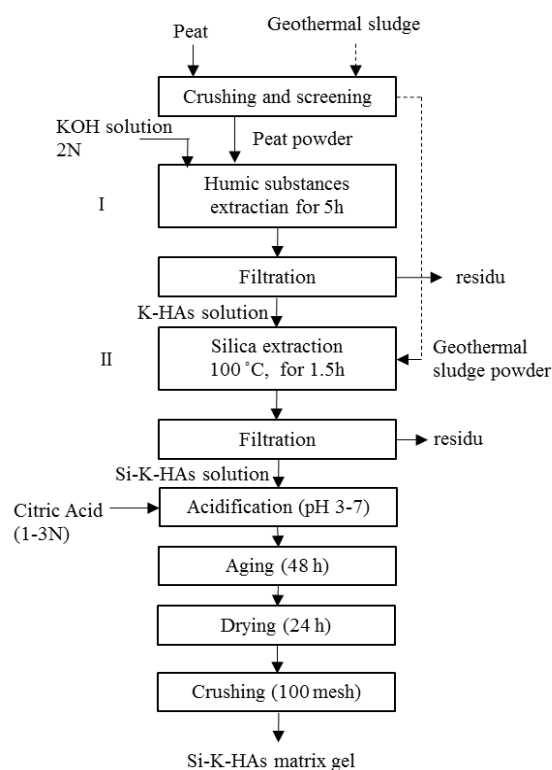 Geothermal sludge
Peat
Crushing and screening
KOH solution
2N
Peat powder
I
Humic substances
extractian for 5h
Filtration
residu
K-HAs solution
II
Silica extraction
100 ˚C, for 1.5h
Geothermal
sludge powder
Filtration
residu
Si-K-HAs solution
Citric Acid
(1-3N)
Acidification (pH 3-7)
Aging (48 h)
Drying (24 h)
Crushing (100 mesh)
Si-K-HAs matrix gel